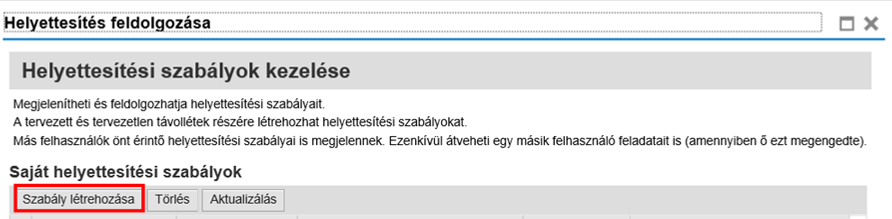 Helyettesítés feldolgozása
Helyettesítési szabályok kezelése
Megjelenítheti és feldolgozhatja helyettesítési szabályait.
A tervezett és tervezetlen távollétek részére létrehozhat helyettesítési szabályokat.
Más felhasználók önt érintő helyettesítési szabályai is megjelennek. Ezenkívül átveheti egy másik felhasználó feladatait is (amennyiben ő ezt megengedte).
Saját helyettesítési szabályok
Szabály létrehozása Törlés Aktualizálás